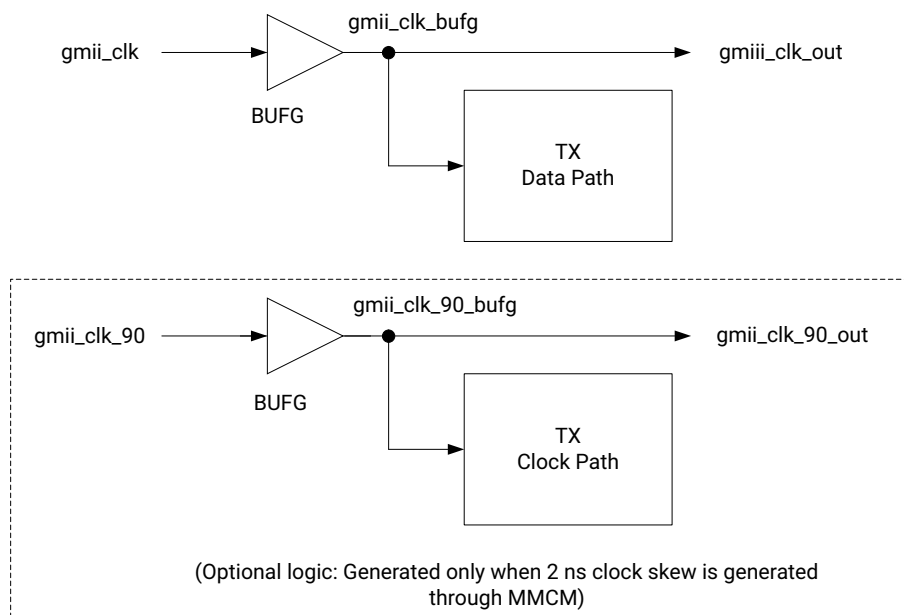 gmii_clk_bufg
gmii_clk
gmiii_clk_out
BUFG
TX
Data Path
gmii_clk_90_bufg
gmii_clk_90
gmii_clk_90_out
BUFG
TX
Clock Path
(Optional logic: Generated only when 2 ns clock skew is generated
through MMCM)